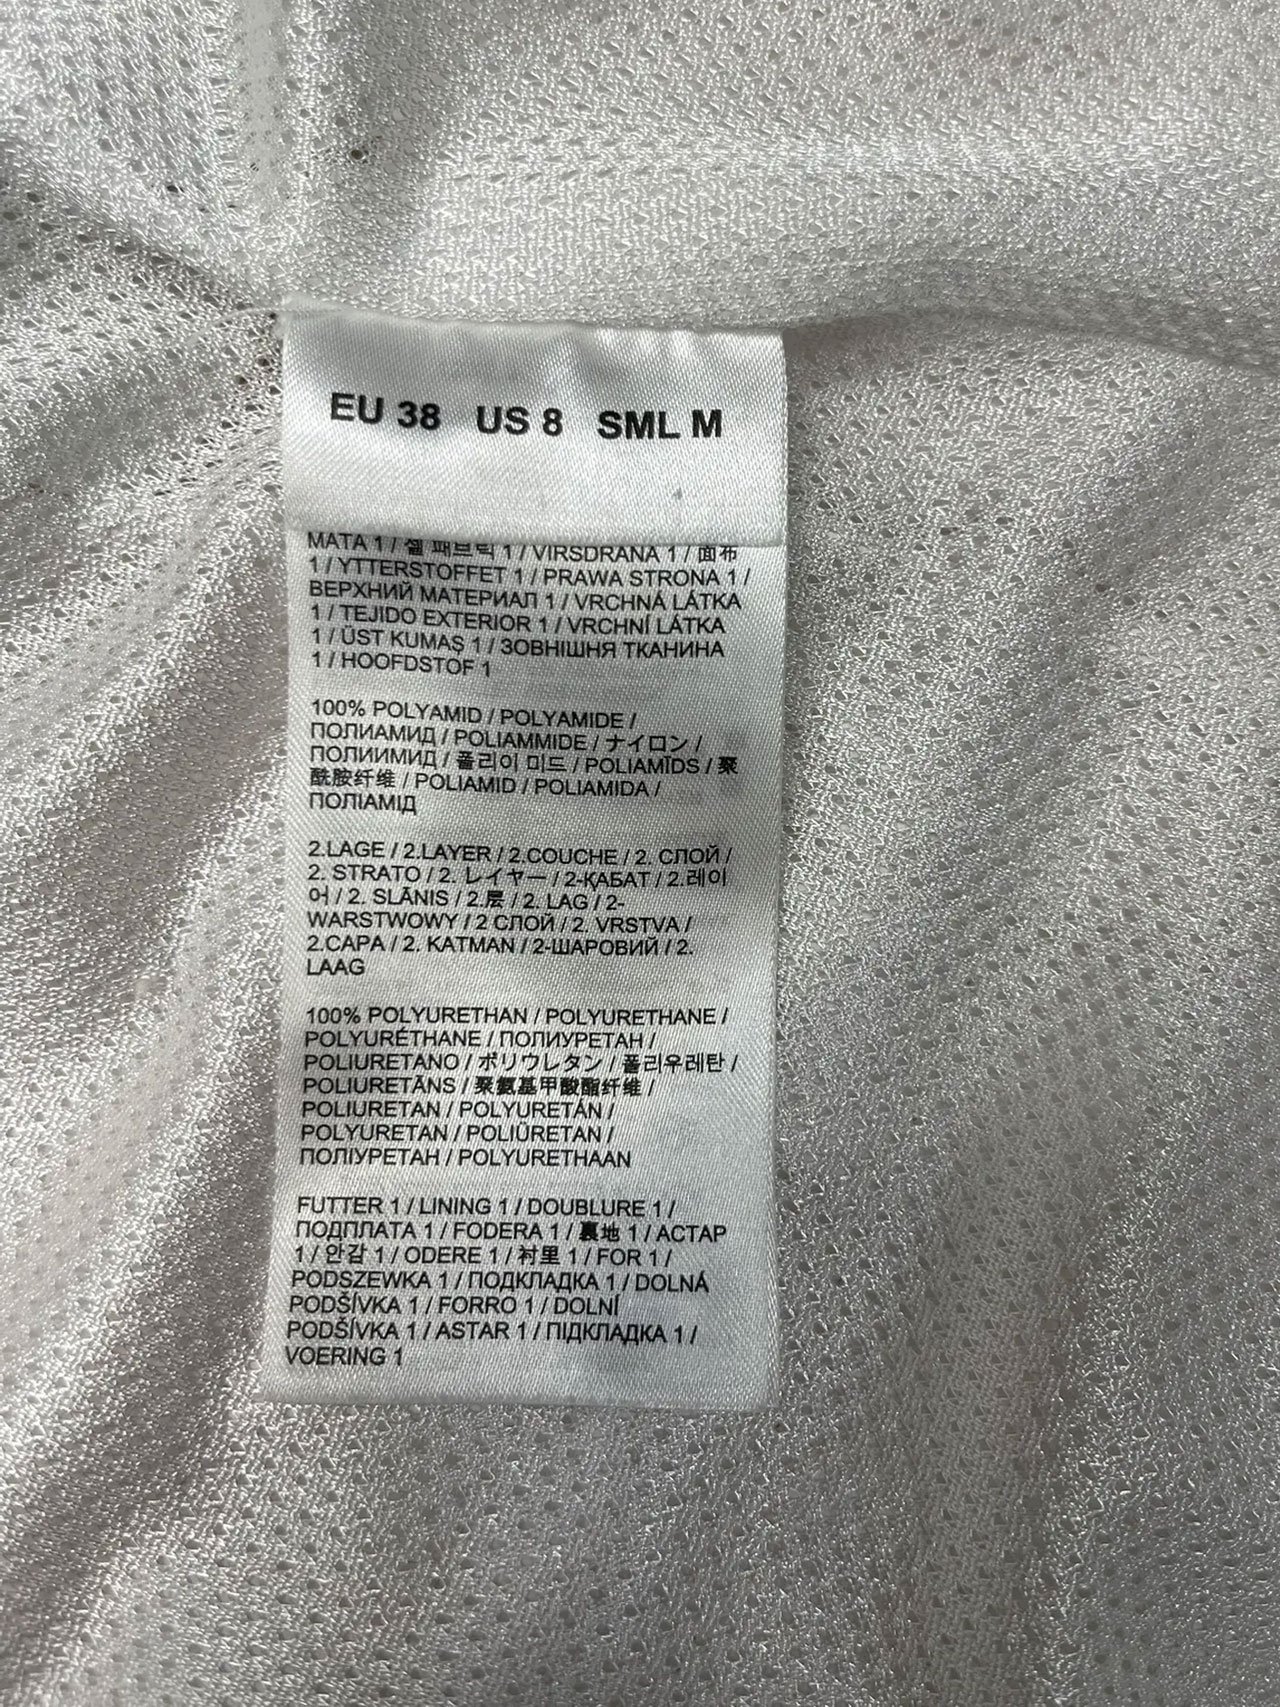 EU 38 US 8 SML M
MATA 1 / 셸 패브릭 1 / VIRSDRĀNA 1 / 面布
1 / YTTERSTOFFET 1 / PRAWA STRONA 1 /
ВЕРХНИЙ МАТЕРИАЛ 1 / VRCHNÁ LÁTKA
1 / TEJIDO EXTERIOR 1 / VRCHNÍ LÁTKA
1 / ÜST KUMAŞ 1 / ЗОВНІШНЯ ТКАНИНА
1 / HOOFDSTOF 1
100% POLYAMID / POLYAMIDE /
ПОЛИАМИД / POLIAMMIDE / ナイロン /
ПОЛИИМИД / 폴리이 미드 / POLIAMĪDS / 聚
酰胺纤维 / POLIAMID / POLIAMIDA /
ПОЛІАМІД
2.LAGE / 2.LAYER / 2.COUCHE / 2. СЛОЙ /
2. STRATO / 2. レイヤー / 2-ҚАБАТ / 2.레이
어 / 2. SLĀNIS / 2.层 / 2. LAG / 2-
WARSTWOWY / 2 СЛОЙ / 2. VRSTVA /
2.CAPA / 2. KATMAN / 2-ШАРОВИЙ / 2.
LAAG
100% POLYURETHAN / POLYURETHANE /
POLYURÉTHANE / ПОЛИУРЕТАН /
POLIURETANO / ポリウレタン / 폴리우레탄 /
POLIURETĀNS / 聚氨基甲酸酯纤维 /
POLIURETAN / POLYURETÁN /
POLYURETAN / POLIÜRETAN /
ПОЛІУРЕТАН / POLYURETHAAN
FUTTER 1 / LINING 1 / DOUBLURE 1 /
ПОДПЛАТА 1 / FODERA 1 / 裏地 1 / АСТАР
1 / 안감 1 / ODERE 1 / 衬里 1 / FOR 1 /
PODSZEWKA 1 / ПОДКЛАДКА 1 / DOLNÁ
PODŠÍVKA 1 / FORRO 1 / DOLNÍ
PODŠÍVKA 1 / ASTAR 1 / ПІДКЛАДКА 1 /
VOERING 1